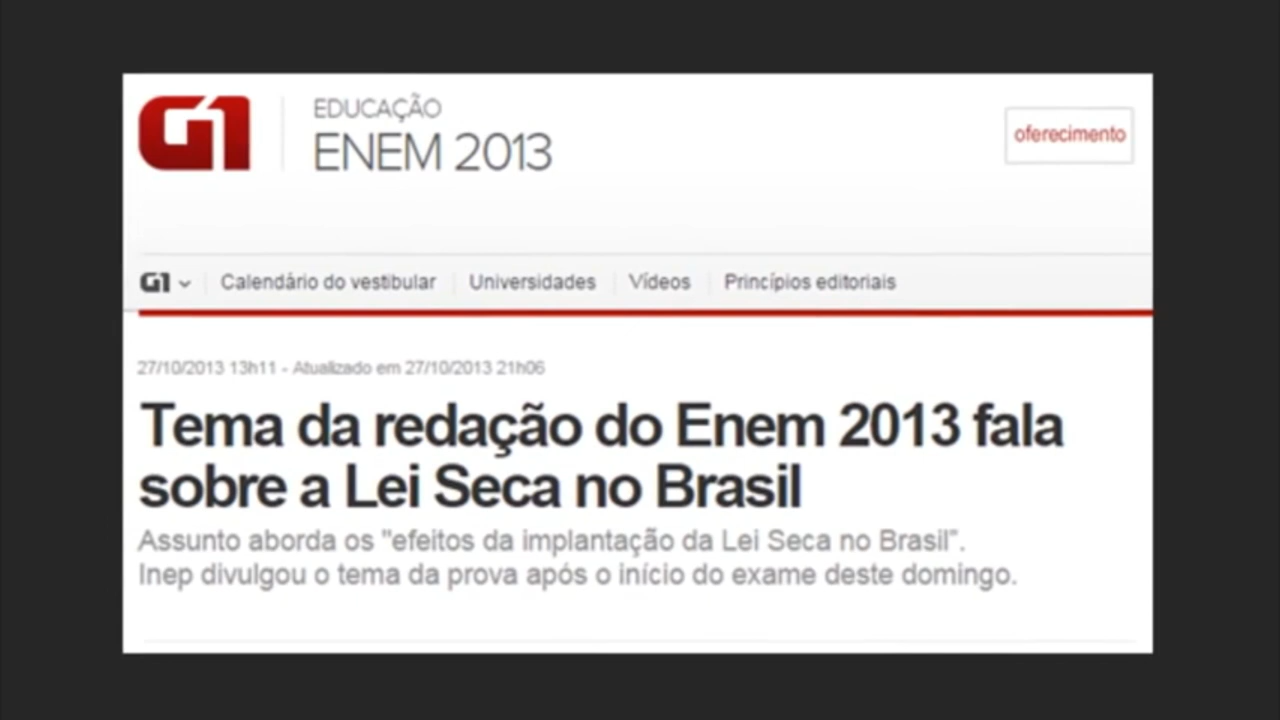 G1
EDUCAÇÃO
ENEM 2013
oferecimento
G1 Calendário do vestibular Universidades Vídeos Princípios editoriais
27/10/2013 13h11 - Atualizado em 27/10/2013 21h06
Tema da redação do Enem 2013 fala
sobre a Lei Seca no Brasil
Assunto aborda os "efeitos da implantação da Lei Seca no Brasil".
Inep divulgou o tema da prova após o início do exame deste domingo.